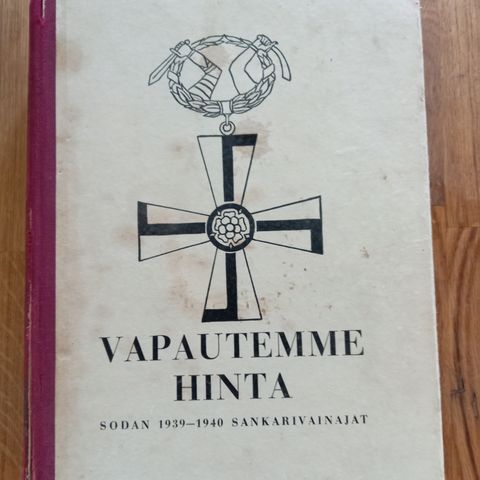 VAPAUTEMME
HINTA
SODAN 1939–1940 SANKARIVAINAJAT